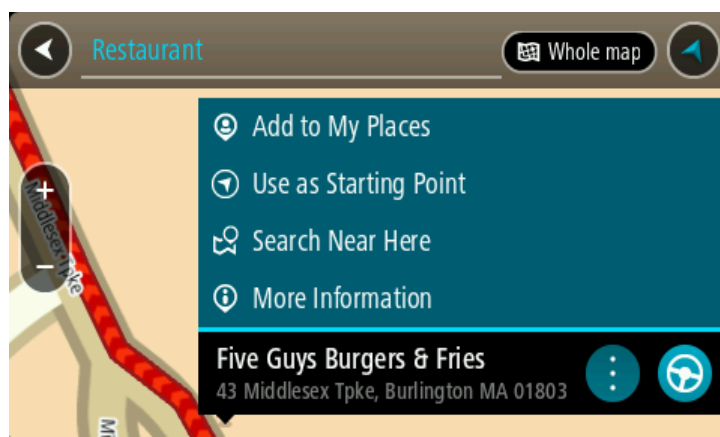 Restaurant
Whole map
Add to My Places
Use as Starting Point
Search Near Here
More Information
Five Guys Burgers & Fries
43 Middlesex Tpke, Burlington MA 01803
+
−
Middlesex Tpke
Mi